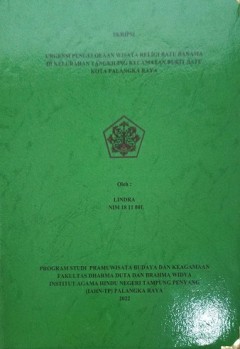 SKRIPSI
URGENSI PENGELOLAAN WISATA RELIGI BATU BANAMA
DI KELURAHAN TANGKILING KECAMATAN BUKIT BATU
KOTA PALANGKA RAYA
Oleh :
LINDRA
NIM
PROGRAM STUDI PRAMUWISATA BUDAYA DAN KEAGAMAAN
FAKULTAS DHARMA DUTA DAN BRAHMA WIDYA
INSTITUT AGAMA HINDU NEGERI TAMPUNG PENYANG
(IAHN-TP) PALANGKA RAYA
2022